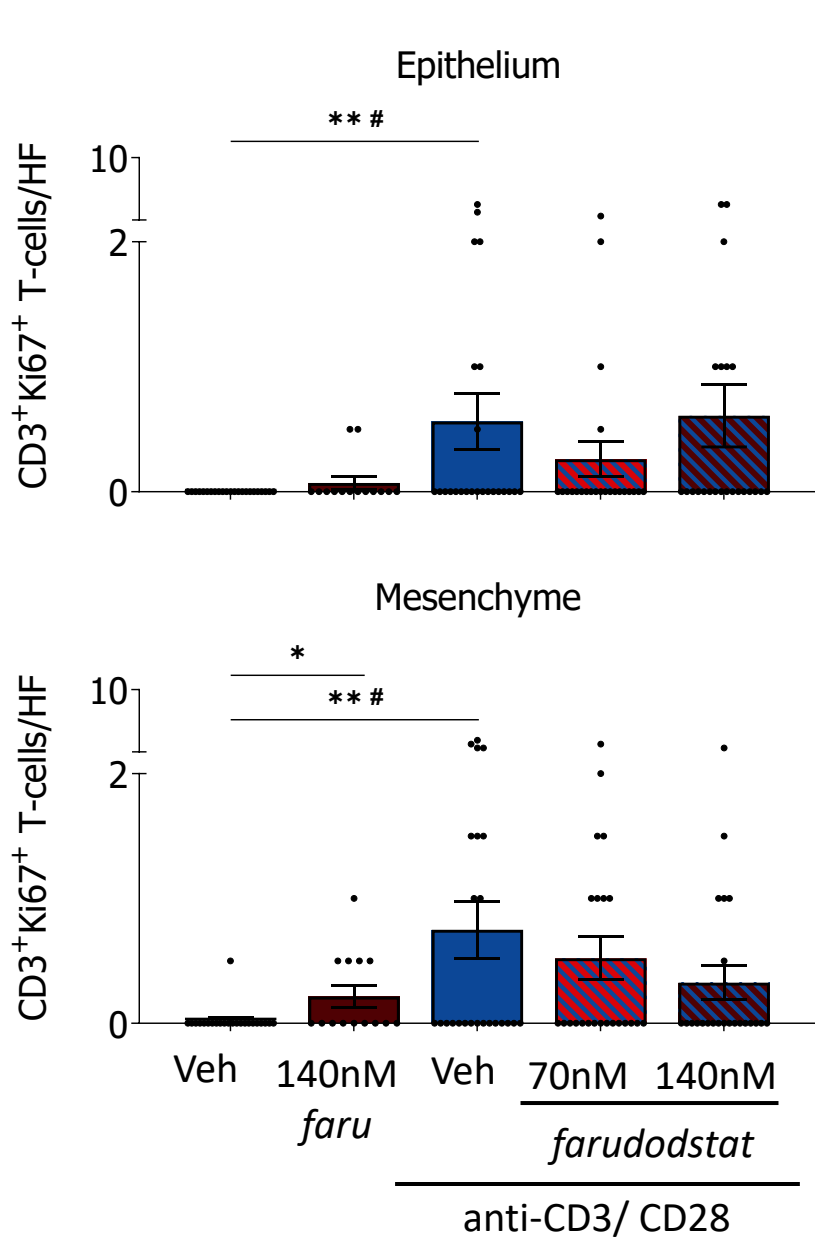 Epithelium
** #
CD3⁺Ki67⁺ T-cells/HF
10
2
0
Mesenchyme
*
** #
CD3⁺Ki67⁺ T-cells/HF
10
2
0
Veh 140nM Veh 70nM 140nM
faru farudodstat
anti-CD3/ CD28